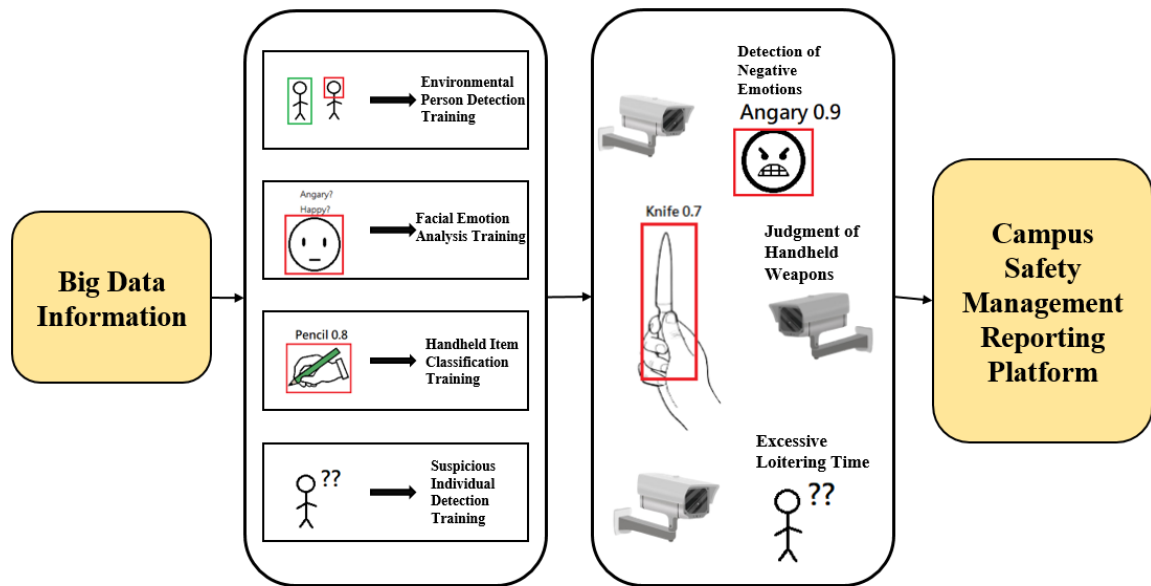 Big Data
Information
Environmental
Person Detection
Training
Angary?
Happy?
Facial Emotion
Analysis Training
Pencil 0.8
Handheld Item
Classification
Training
??
Suspicious
Individual
Detection
Training
Detection of
Negative
Emotions
Angary 0.9
Knife 0.7
Judgment of
Handheld
Weapons
Excessive
Loitering Time
??
Campus
Safety
Management
Reporting
Platform